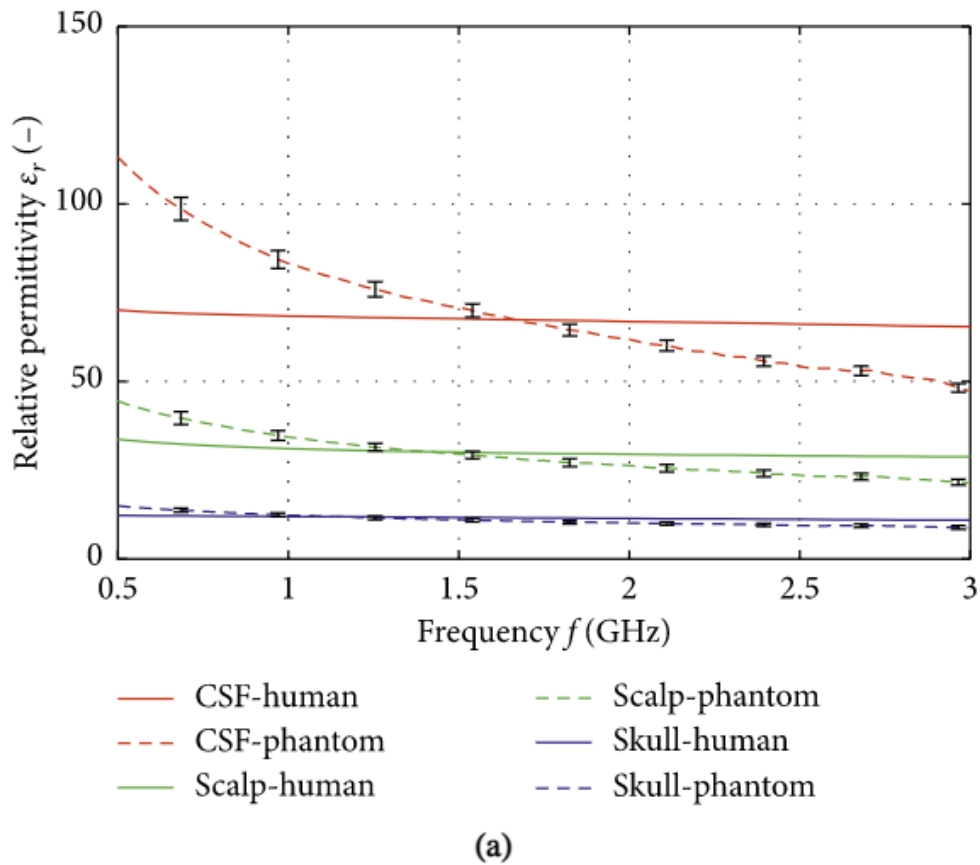 150
100
50
0
Relative permittivity εr (−)
0.5 1 1.5 2 2.5 3
Frequency f (GHz)
CSF-human
CSF-phantom
Scalp-human
Scalp-phantom
Skull-human
Skull-phantom
(a)